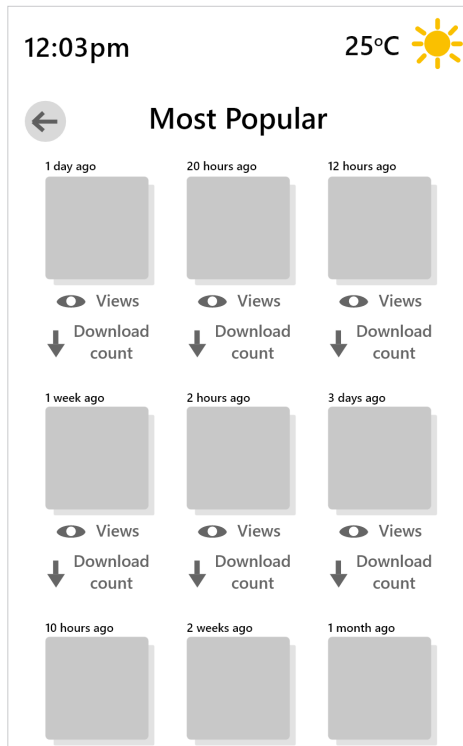 12:03pm
25°C
Most Popular
1 day ago
20 hours ago
12 hours ago
Views
Views
Views
Download
count
Download
count
Download
count
1 week ago
2 hours ago
3 days ago
Views
Views
Views
Download
count
Download
count
Download
count
10 hours ago
2 weeks ago
1 month ago